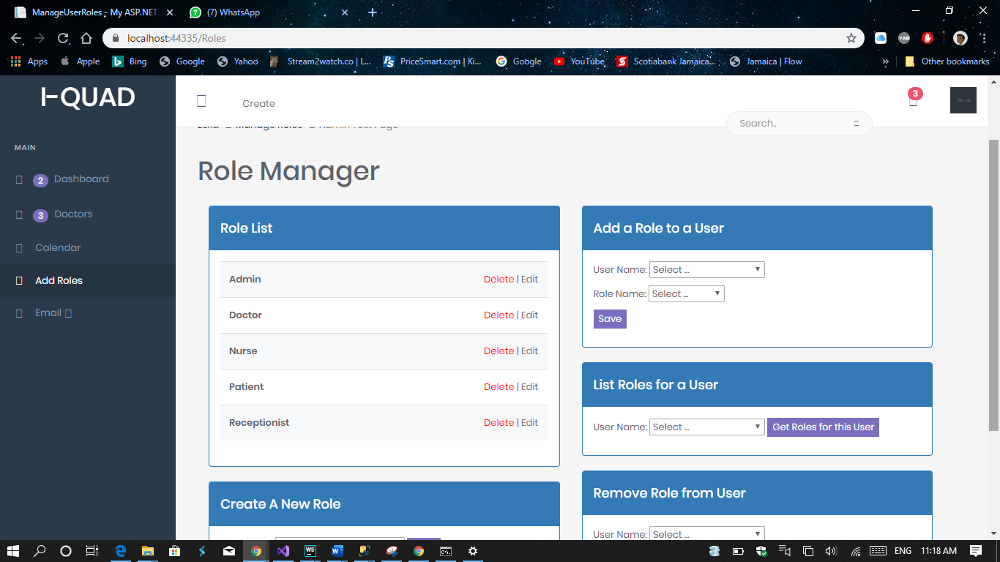 ManageUserRoles - My ASP.NET
(7) WhatsApp
localhost:44335/Roles
YAB
Apps Apple Bing Google Yahoo Stream2watch.co | L... PriceSmart.com | Ki... Google YouTube Scotiabank Jamaica... Jamaica | Flow » Other bookmarks
QUAD
Create
3
Search..
Manage Roles Admin Test Page
MAIN
2 Dashboard
3 Doctors
Calendar
Add Roles
Email
Role Manager
Role List
Admin Delete | Edit
Doctor Delete | Edit
Nurse Delete | Edit
Patient Delete | Edit
Receptionist Delete | Edit
Create A New Role
Add a Role to a User
User Name: Select ...
Role Name: Select ...
Save
List Roles for a User
User Name: Select ... Get Roles for this User
Remove Role from User
User Name: Select ...
ENG 11:18 AM